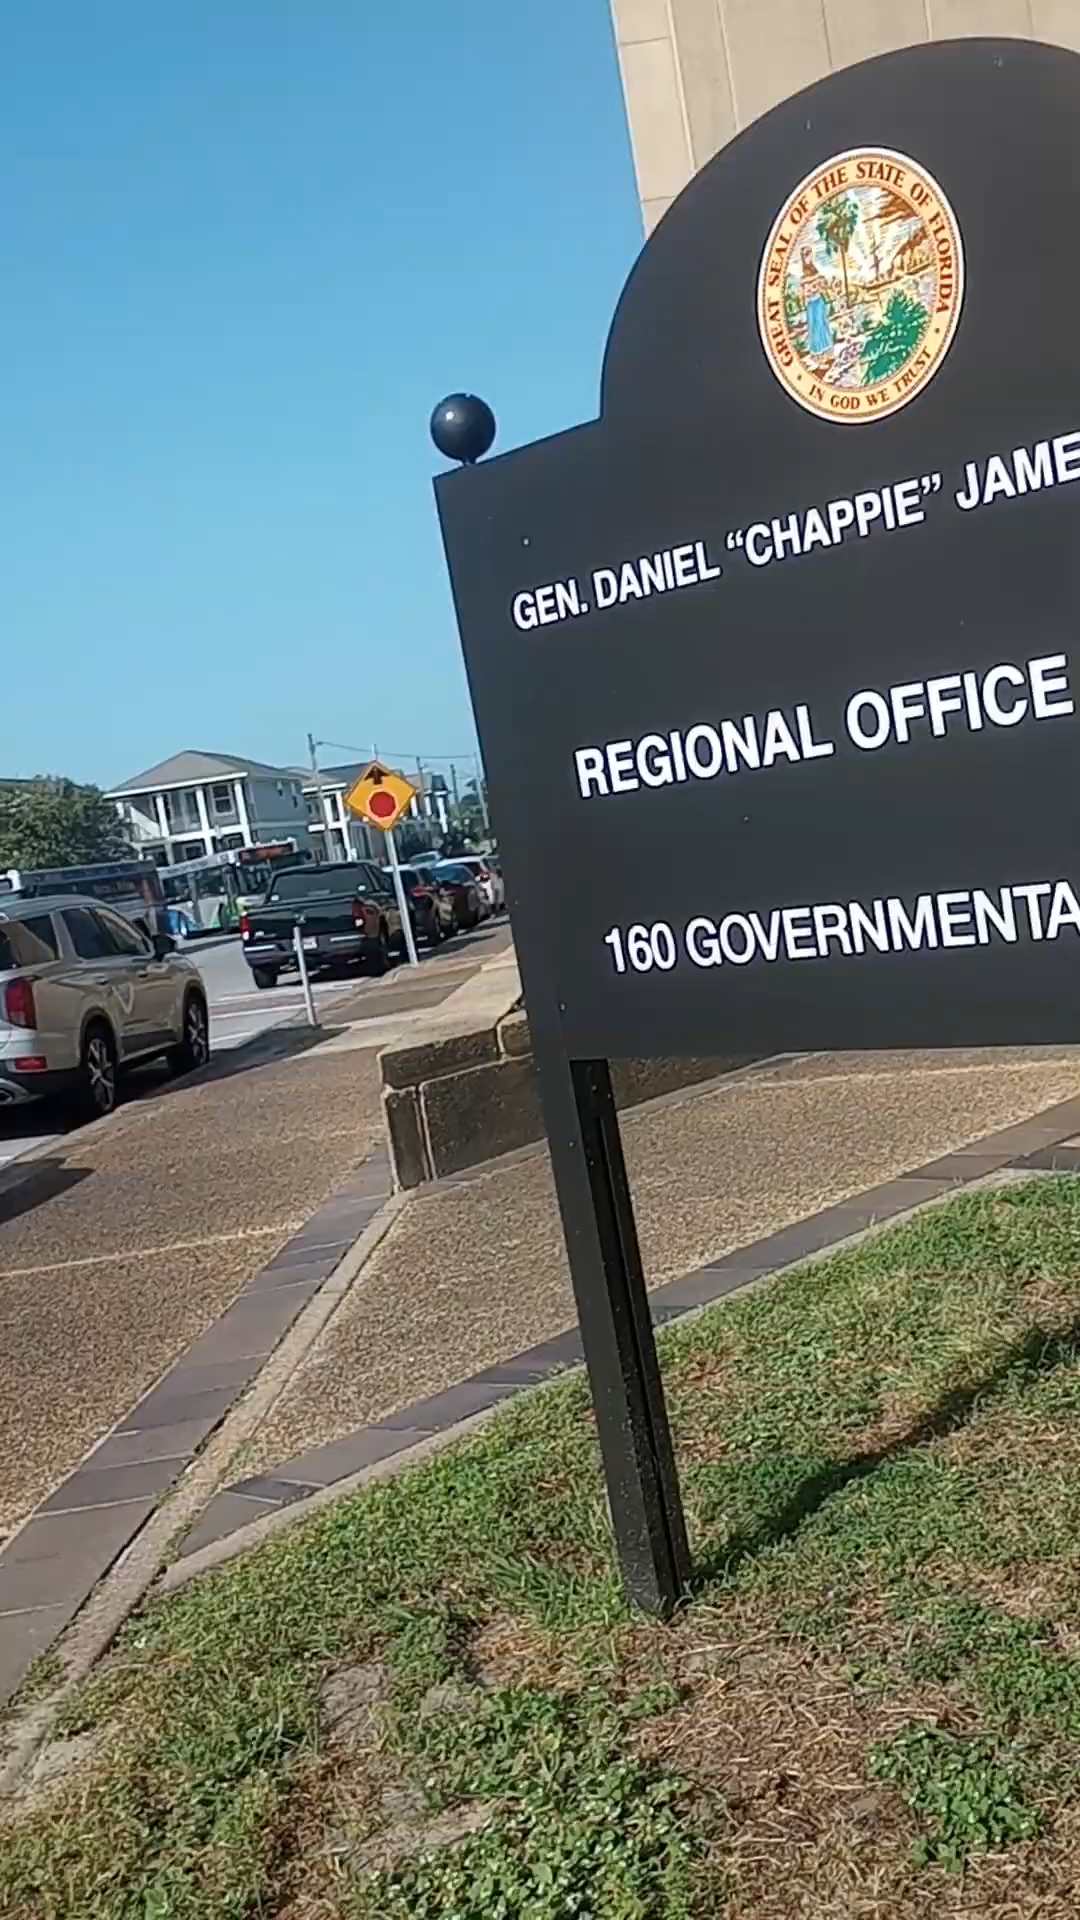 GREAT SEAL OF THE STATE OF FLORIDA
IN GOD WE TRUST
GEN. DANIEL “CHAPPIE” JAME
REGIONAL OFFICE
160 GOVERNMENTA